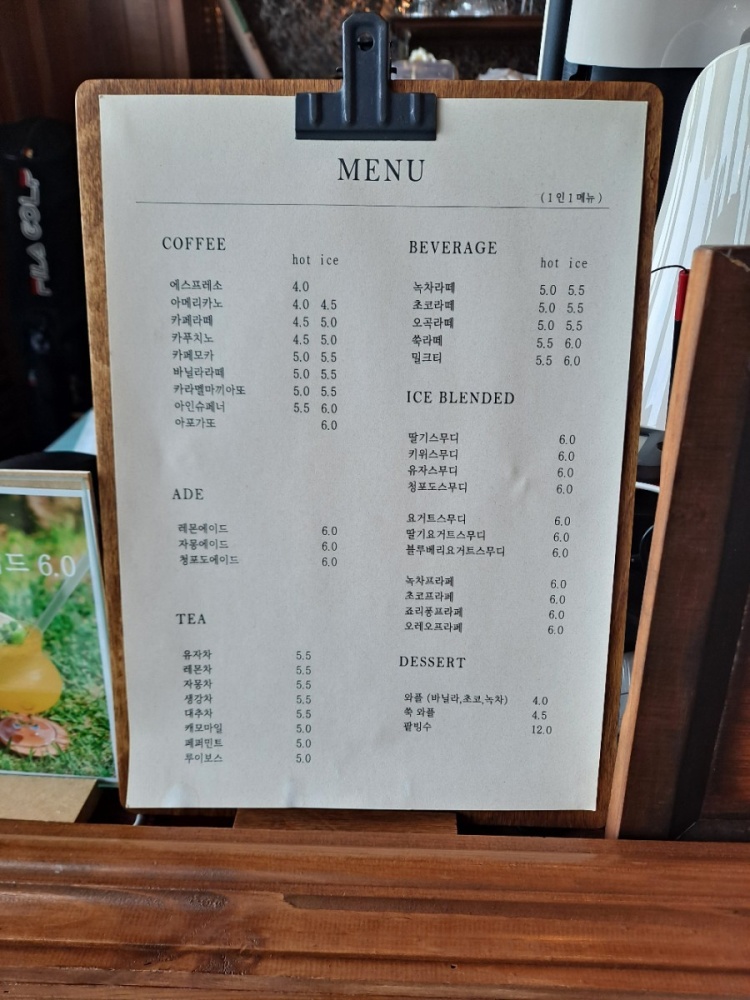 MENU
(1인1메뉴)
COFFEE
hot ice
에스프레소 4.0
아메리카노 4.0 4.5
카페라떼 4.5 5.0
카푸치노 4.5 5.0
카페모카 5.0 5.5
바닐라라떼 5.0 5.5
카라멜마끼아또 5.0 5.5
아인슈페너 5.5 6.0
아포가또 6.0
ADE
레몬에이드 6.0
자몽에이드 6.0
청포도에이드 6.0
TEA
유자차 5.5
레몬차 5.5
자몽차 5.5
생강차 5.5
대추차 5.5
캐모마일 5.0
페퍼민트 5.0
루이보스 5.0
BEVERAGE
hot ice
녹차라떼 5.0 5.5
초코라떼 5.0 5.5
오곡라떼 5.0 5.5
쑥라떼 5.5 6.0
밀크티 5.5 6.0
ICE BLENDED
딸기스무디 6.0
키위스무디 6.0
유자스무디 6.0
청포도스무디 6.0
요거트스무디 6.0
딸기요거트스무디 6.0
블루베리요거트스무디 6.0
녹차프라페 6.0
초코프라페 6.0
죠리퐁프라페 6.0
오레오프라페 6.0
DESSERT
와플 (바닐라,초코,녹차) 4.0
쑥 와플 4.5
팥빙수 12.0
FILA GOLF
드 6.0